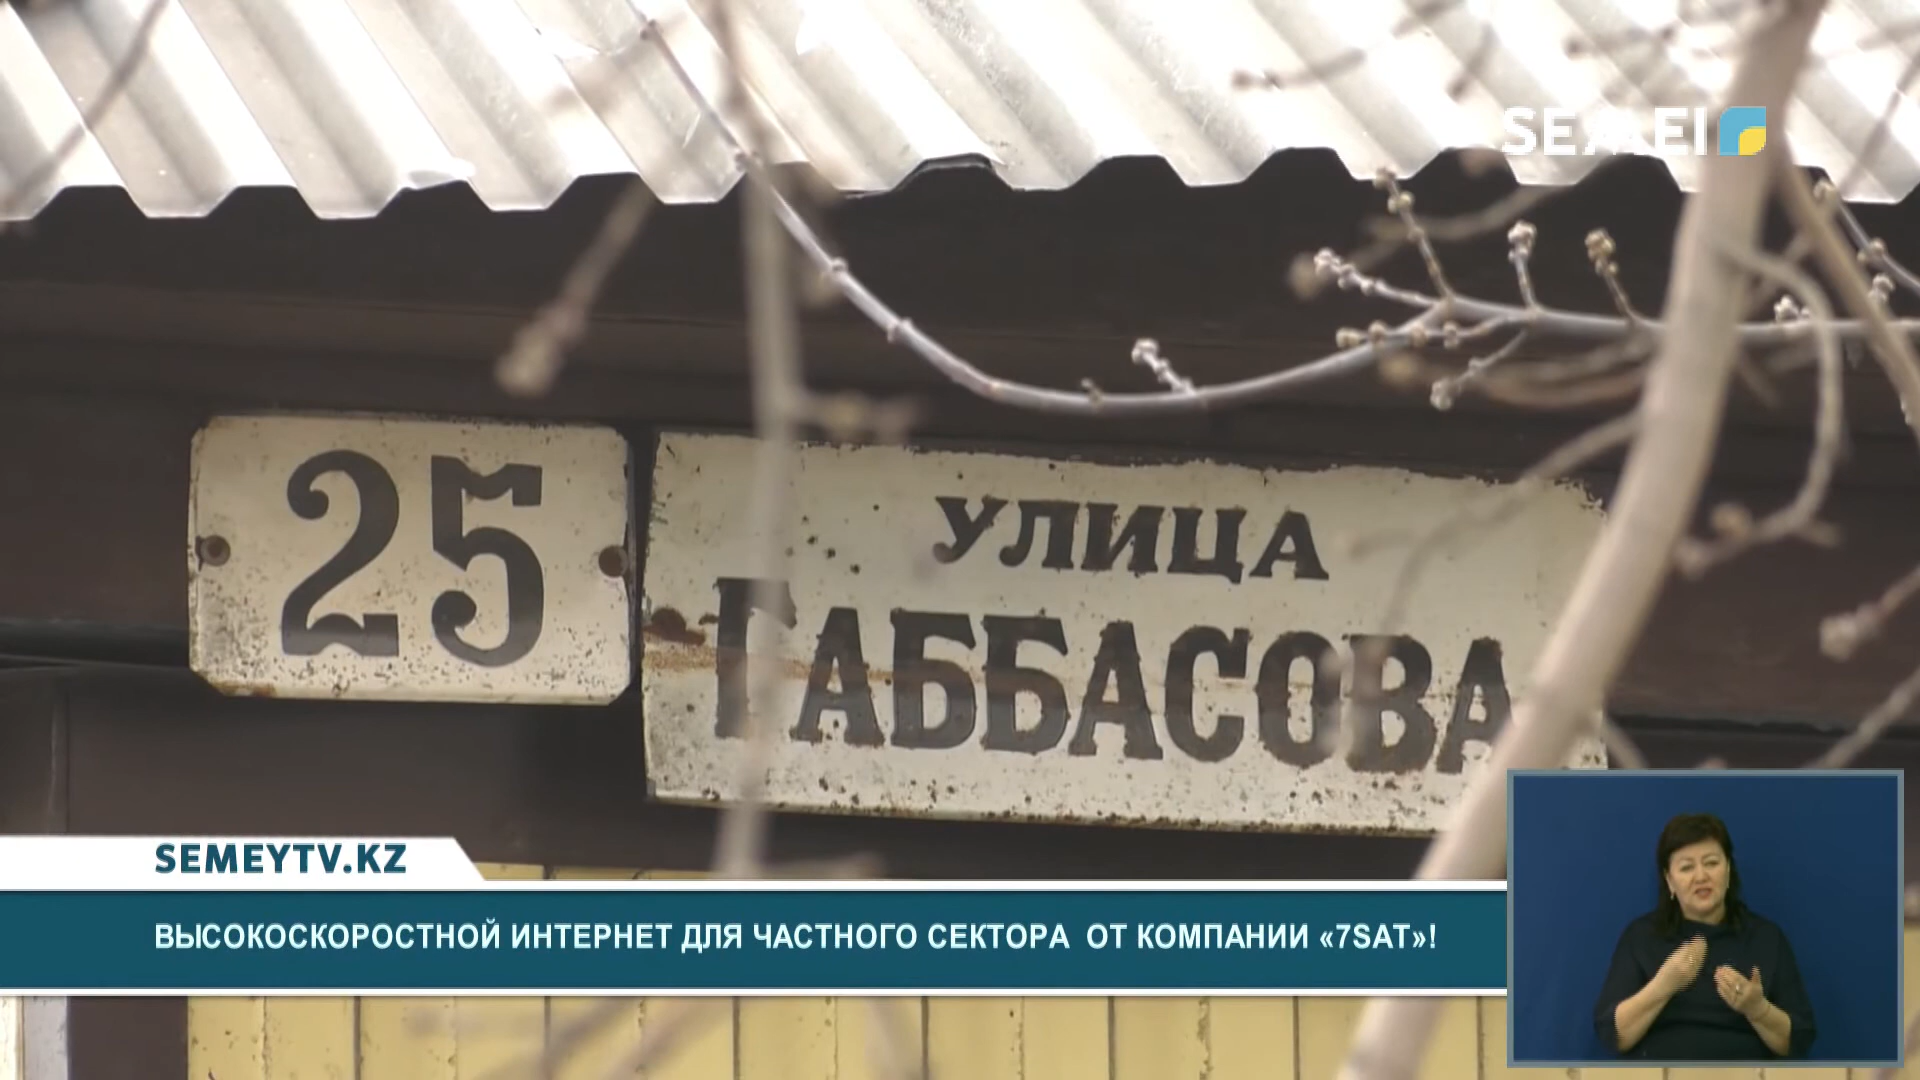 SEMEI
25
УЛИЦА
ГАББАСОВА
SEMEYTV.KZ
ВЫСОКОСКОРОСТНОЙ ИНТЕРНЕТ ДЛЯ ЧАСТНОГО СЕКТОРА ОТ КОМПАНИИ «7SAT»!